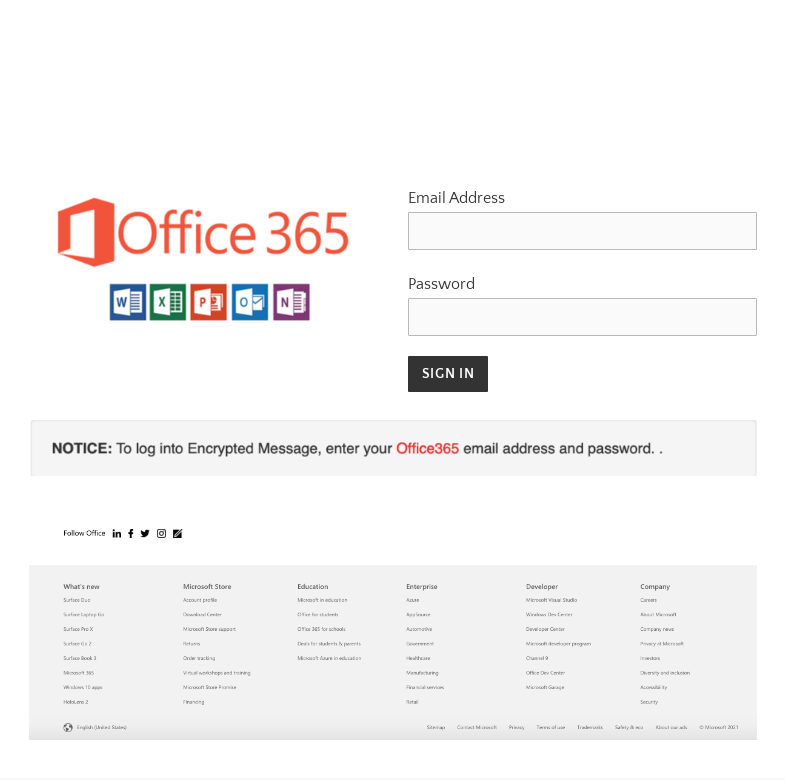 Office 365
W X P O N
Email Address
Password
SIGN IN
NOTICE: To log into Encrypted Message, enter your Office365 email address and password. .
Follow Office
What's new
Surface Duo
Surface Laptop Go
Surface Pro X
Surface Go 2
Surface Book 3
Microsoft 365
Windows 10 apps
HoloLens 2
Microsoft Store
Account profile
Download Center
Microsoft Store support
Returns
Order tracking
Virtual workshops and training
Microsoft Store Promise
Financing
Education
Microsoft in education
Office for students
Office 365 for schools
Deals for students & parents
Microsoft Azure in education
Enterprise
Azure
AppSource
Automotive
Government
Healthcare
Manufacturing
Financial services
Retail
Developer
Microsoft Visual Studio
Windows Dev Center
Developer Center
Microsoft developer program
Channel 9
Office Dev Center
Microsoft Garage
Company
Careers
About Microsoft
Company news
Privacy at Microsoft
Investors
Diversity and inclusion
Accessibility
Security
English (United States)
Sitemap Contact Microsoft Privacy Terms of use Trademarks Safety & eco About our ads © Microsoft 2021